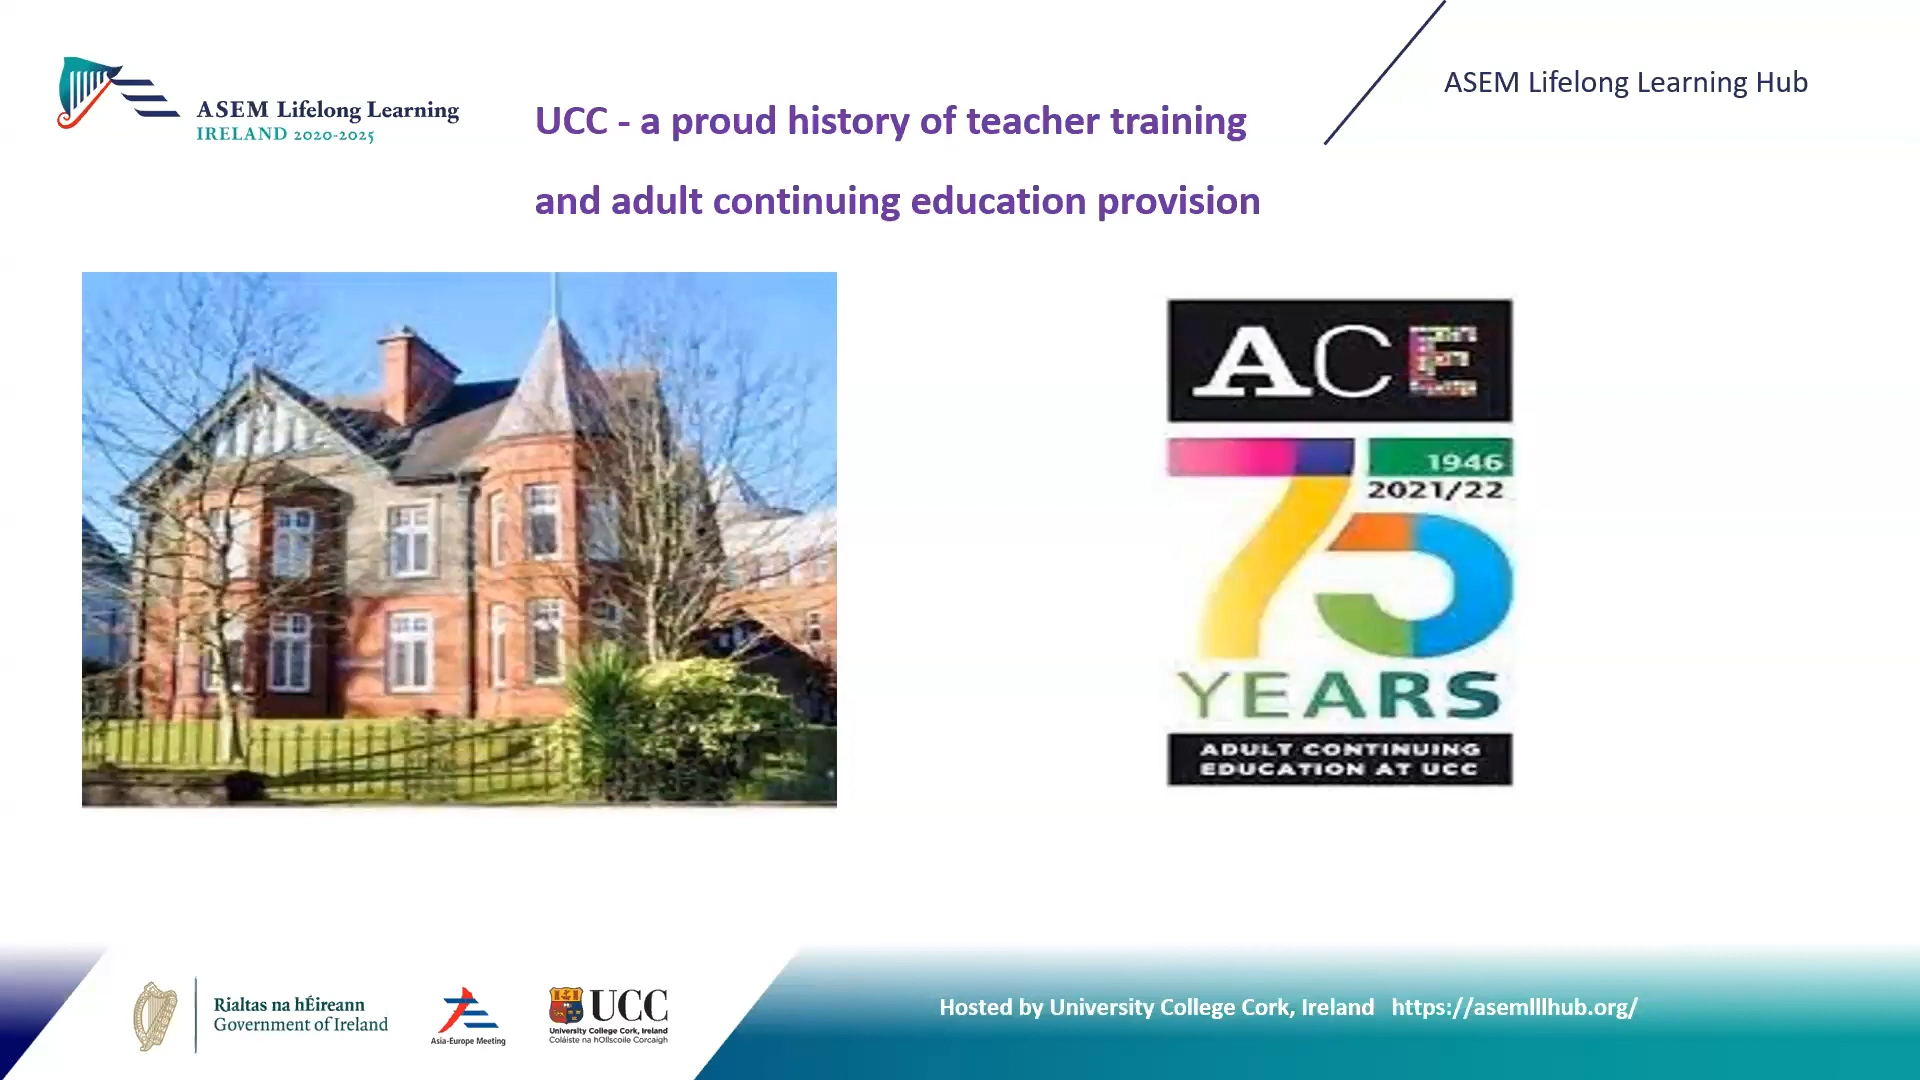 ASEM Lifelong Learning
IRELAND 2020-2025
UCC - a proud history of teacher training
and adult continuing education provision
ASEM Lifelong Learning Hub
ACE
75
1946
2021/22
YEARS
ADULT CONTINUING
EDUCATION AT UCC
Rialtas na hÉireann
Government of Ireland
Asia-Europe Meeting
UCC
University College Cork, Ireland
Coláiste na hOllscoile Corcaigh
Hosted by University College Cork, Ireland https://asemlllhub.org/